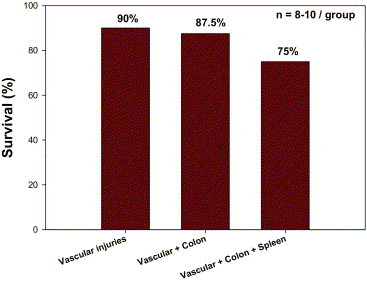 n = 8-10 / group
90%
87.5%
75%
Survival (%)
100
80
60
40
20
0
Vascular injuries
Vascular + Colon
Vascular + Colon + Spleen